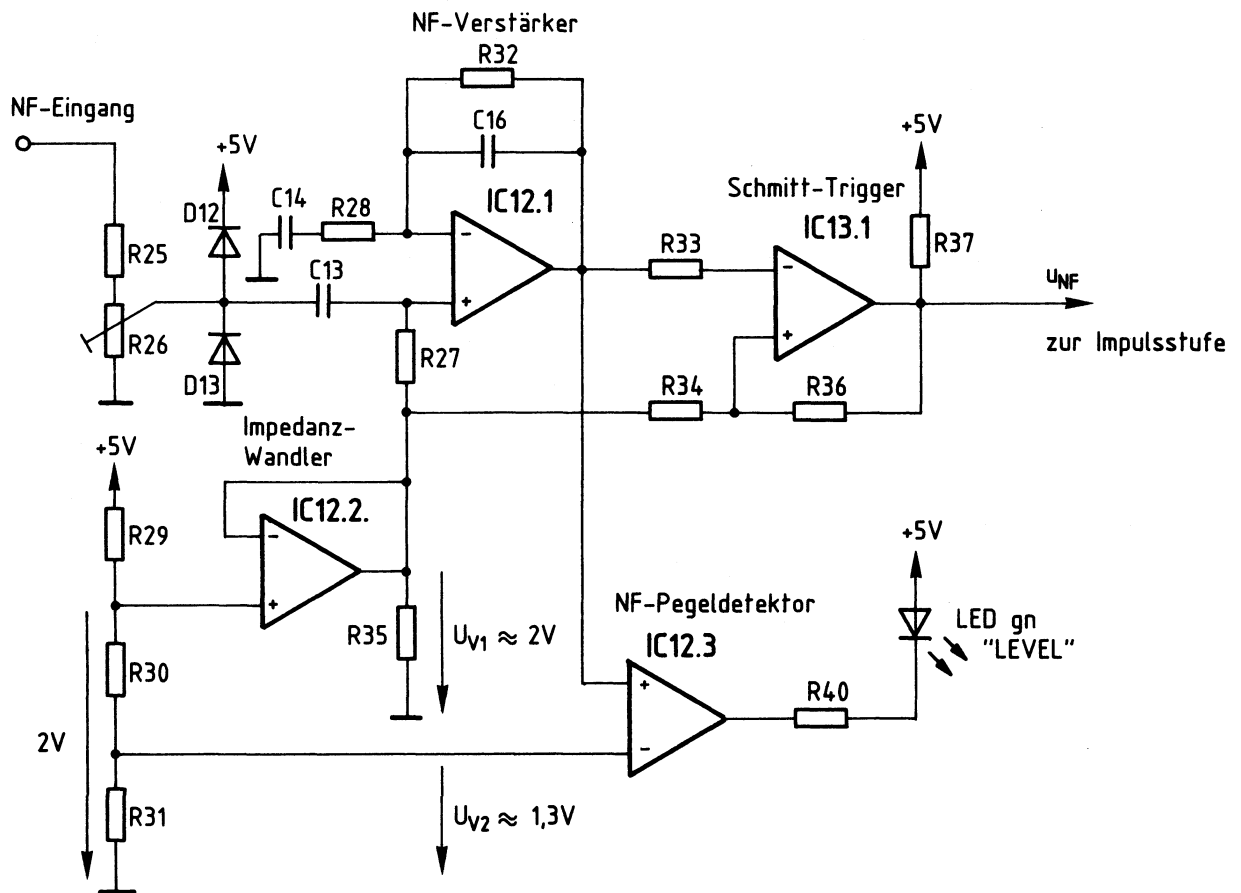 NF-Verstärker
R32
NF-Eingang
C16
+5V
+5V
Schmitt-Trigger
C14
R28
IC12.1
IC13.1
D12
-
R33
-
R37
R25
C13
u_NF
+
+
R26
R27
zur Impulsstufe
D13
R34
R36
Impedanz-
Wandler
+5V
IC12.2.
R29
-
+5V
+
NF-Pegeldetektor
LED gn
"LEVEL"
R35
U_V1 ≈ 2V
IC12.3
R30
+
R40
2V
-
R31
U_V2 ≈ 1,3V